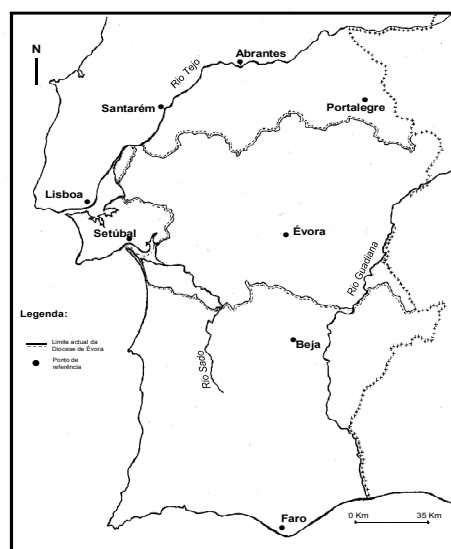 N
Abrantes
Rio Tejo
Santarém
Portalegre
Lisboa
Setúbal
Évora
Rio Guadiana
Legenda:
Limite actual da
Diocese de Évora
Ponto de
referência
Beja
Rio Sado
Faro
0 Km
35 Km